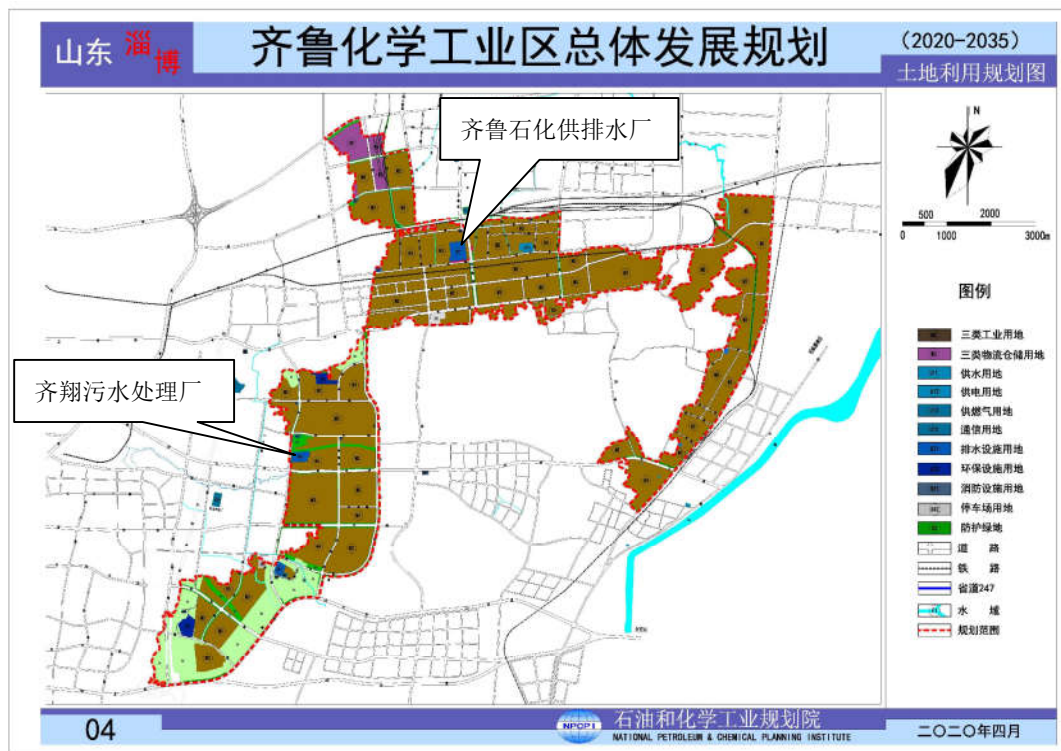 山东 淄博
齐鲁化学工业区总体发展规划
(2020-2035)
土地利用规划图
齐鲁石化供排水厂
齐翔污水处理厂
N
500 2000
0 1000 3000m
图例
三类工业用地
三类物流仓储用地
供水用地
供电用地
供燃气用地
通信用地
排水设施用地
环保设施用地
消防设施用地
停车场用地
防护绿地
道 路
铁 路
省道247
水 域
规划范围
04
NPCPI
石油和化学工业规划院
NATIONAL PETROLEUM & CHEMICAL PLANNING INSTITUTE
二〇二〇年四月